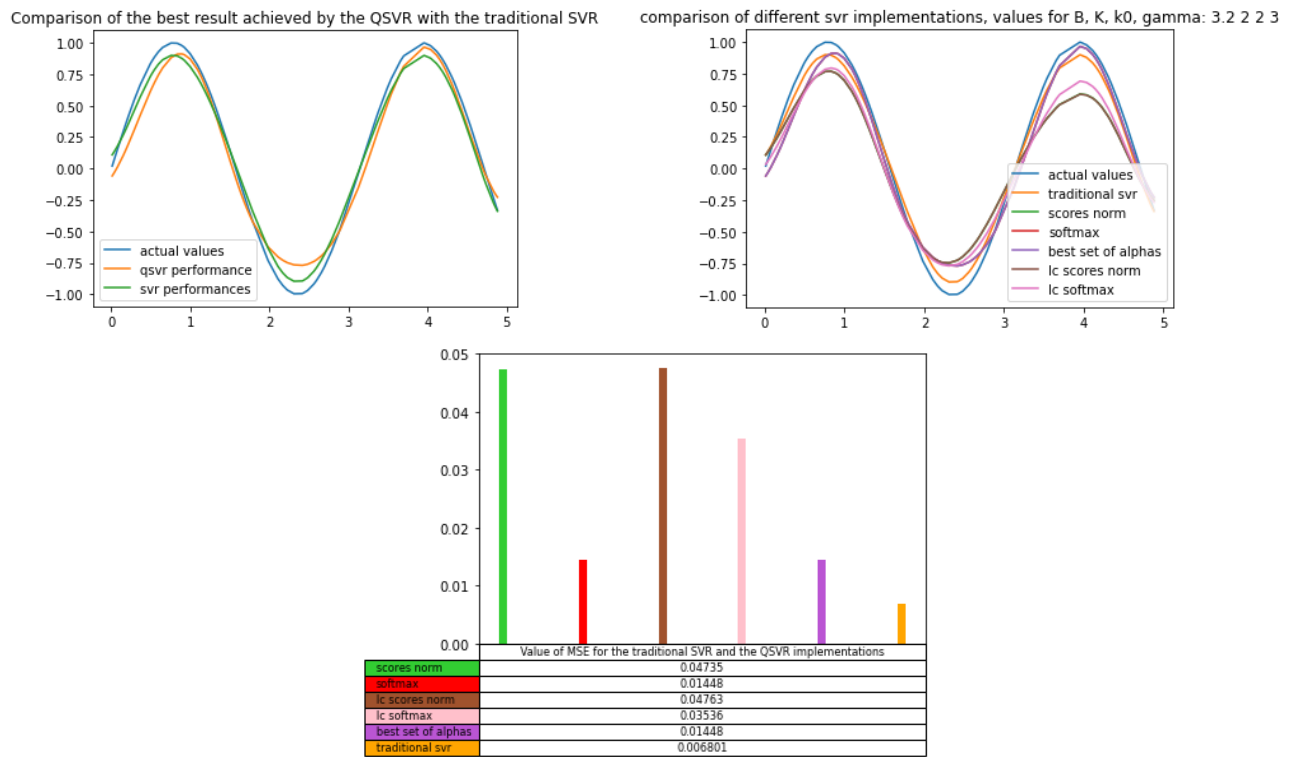 Comparison of the best result achieved by the QSVR with the traditional SVR
1.00
0.75
0.50
0.25
0.00
−0.25
−0.50
−0.75
−1.00
actual values
qsvr performance
svr performances
0 1 2 3 4 5
comparison of different svr implementations, values for B, K, k0, gamma: 3.2 2 2 3
1.00
0.75
0.50
0.25
0.00
−0.25
−0.50
−0.75
−1.00
actual values
traditional svr
scores norm
softmax
best set of alphas
lc scores norm
lc softmax
0 1 2 3 4 5
0.05
0.04
0.03
0.02
0.01
0.00
Value of MSE for the traditional SVR and the QSVR implementations
scores norm 0.04735
softmax 0.01448
lc scores norm 0.04763
lc softmax 0.03536
best set of alphas 0.01448
traditional svr 0.006801